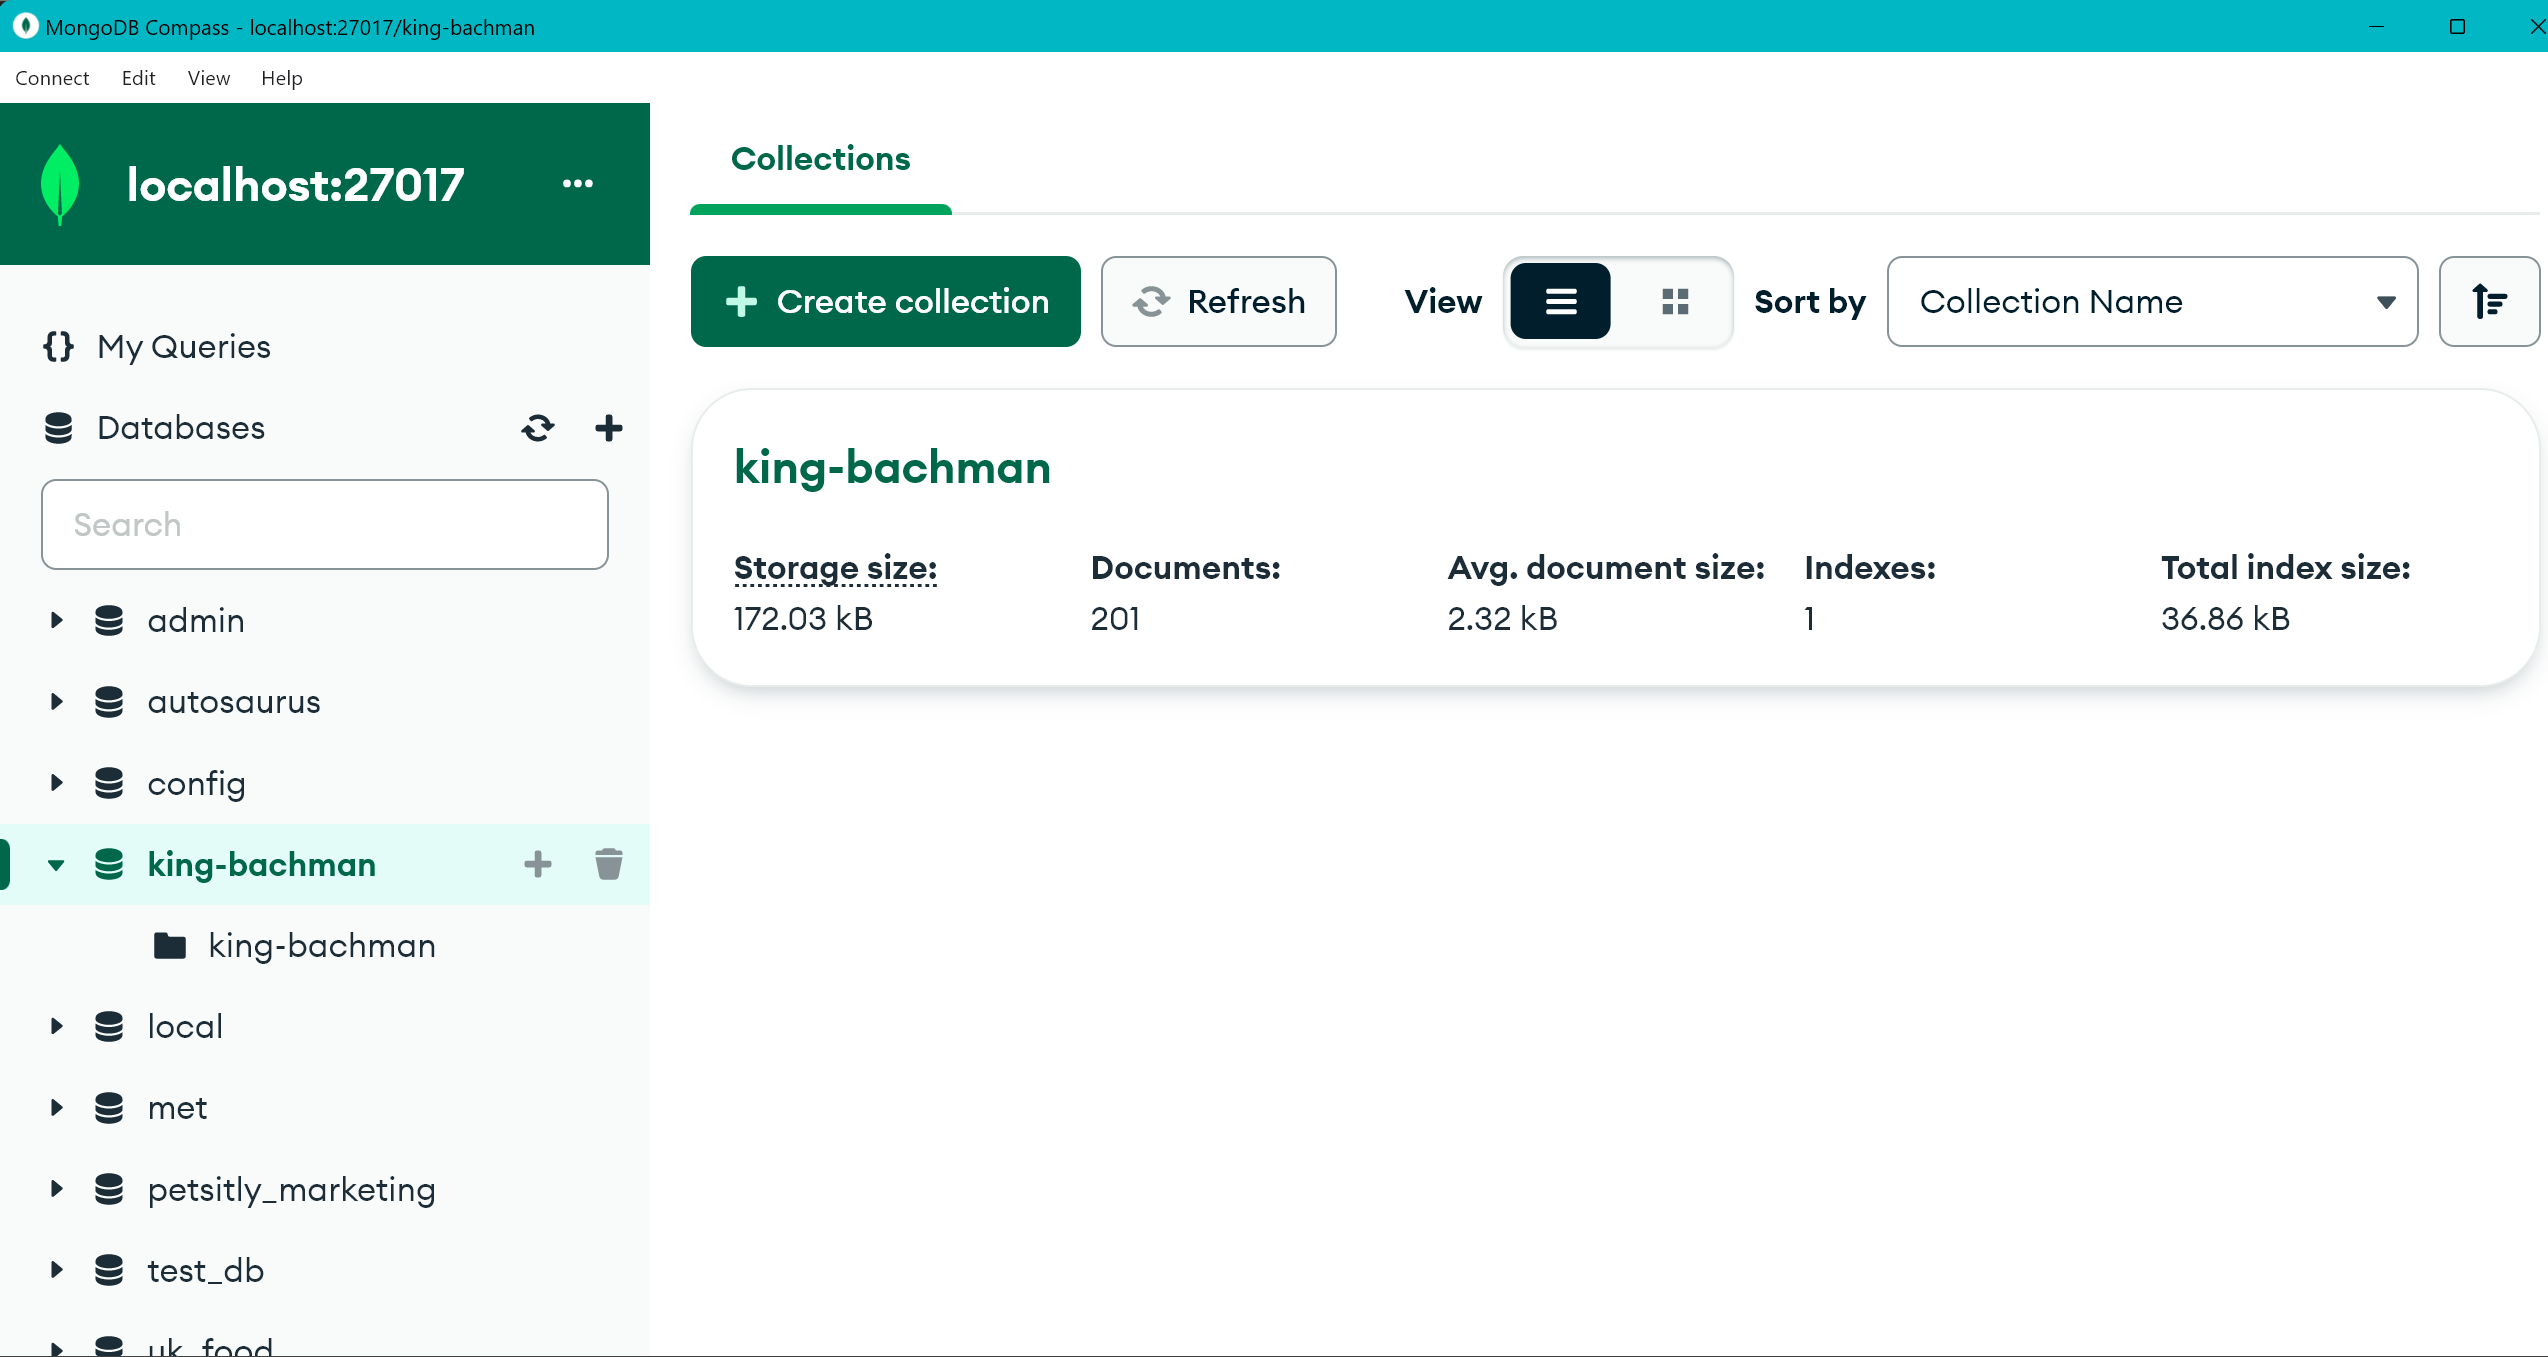 MongoDB Compass - localhost:27017/king-bachman
Connect Edit View Help
localhost:27017
My Queries
Databases
Search
admin
autosaurus
config
king-bachman
king-bachman
local
met
petsitly_marketing
test_db
uk_food
Collections
Create collection Refresh View Sort by Collection Name
king-bachman
Storage size: Documents: Avg. document size: Indexes: Total index size:
172.03 kB 201 2.32 kB 1 36.86 kB